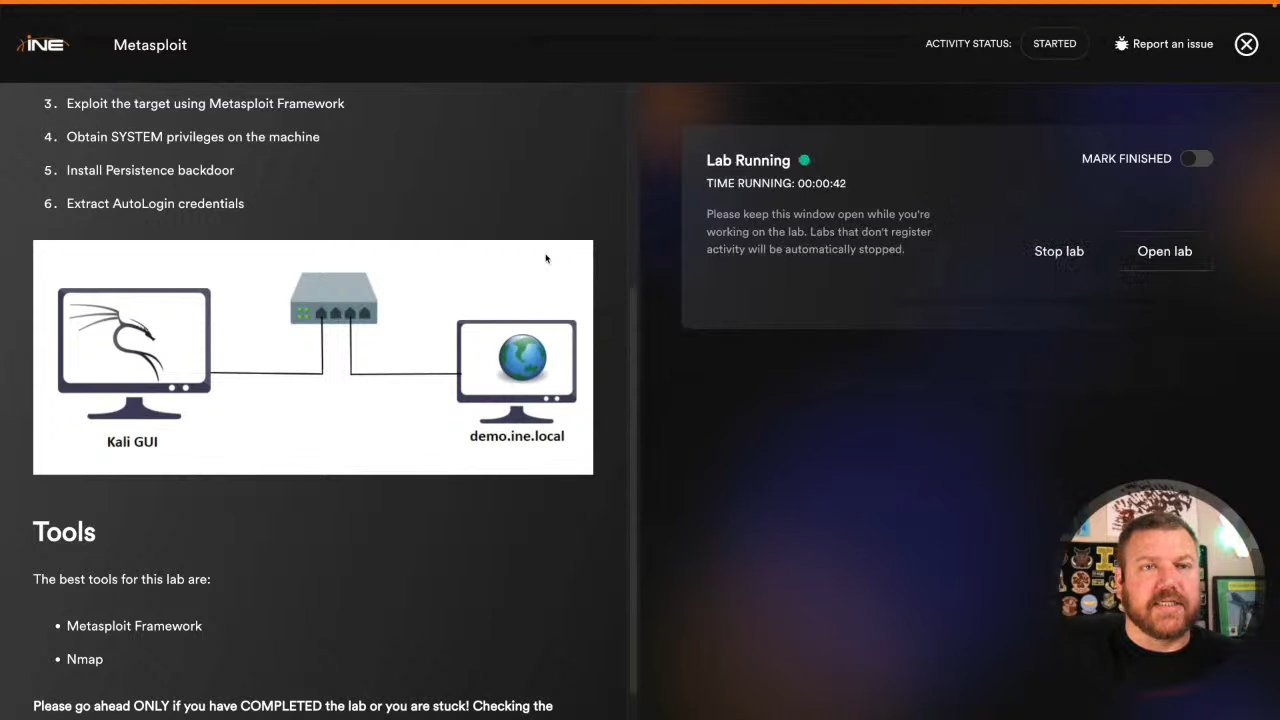 INE
Metasploit
ACTIVITY STATUS:
STARTED
Report an issue
3. Exploit the target using Metasploit Framework
4. Obtain SYSTEM privileges on the machine
5. Install Persistence backdoor
6. Extract AutoLogin credentials
Kali GUI
demo.ine.local
Tools
The best tools for this lab are:
• Metasploit Framework
• Nmap
Please go ahead ONLY if you have COMPLETED the lab or you are stuck! Checking the
Lab Running
MARK FINISHED
TIME RUNNING: 00:00:42
Please keep this window open while you're
working on the lab. Labs that don't register
activity will be automatically stopped.
Stop lab
Open lab